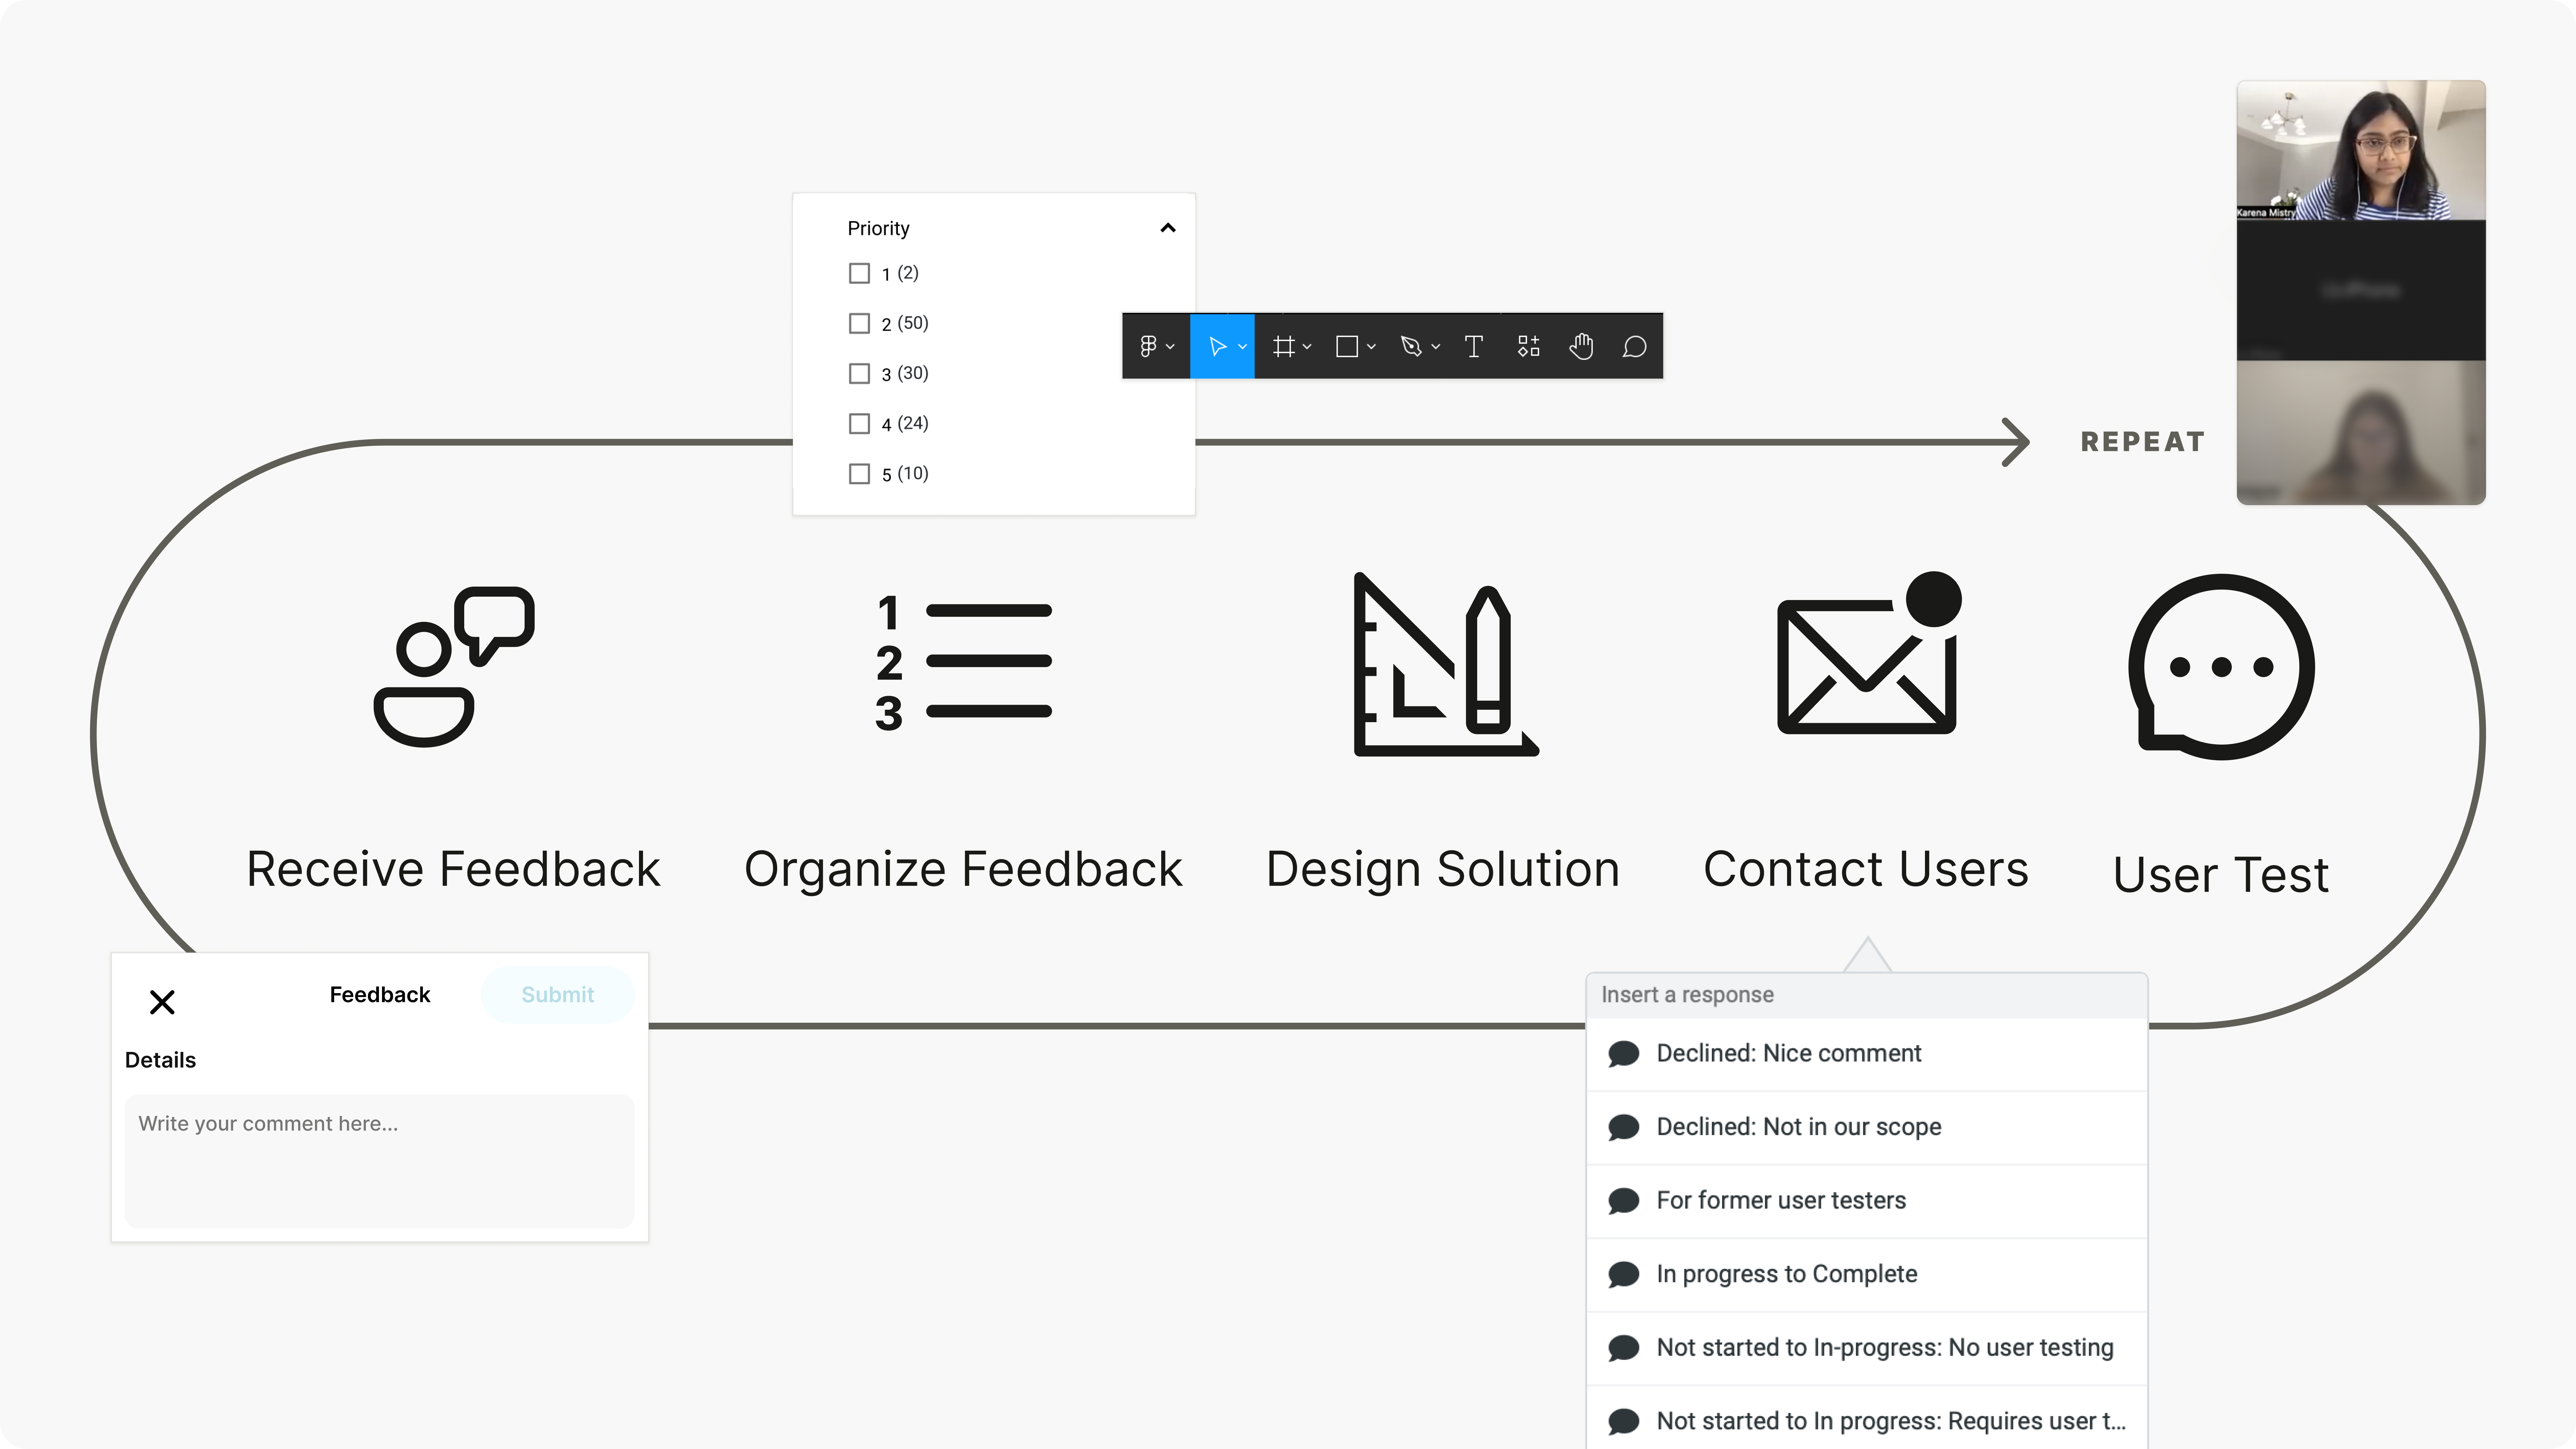 Karena Mistry
Priority
1 (2)
2 (50)
3 (30)
4 (24)
5 (10)
REPEAT
1
2
3
Receive Feedback
Organize Feedback
Design Solution
Contact Users
User Test
Feedback
Submit
Details
Write your comment here...
Insert a response
Declined: Nice comment
Declined: Not in our scope
For former user testers
In progress to Complete
Not started to In-progress: No user testing
Not started to In progress: Requires user t...